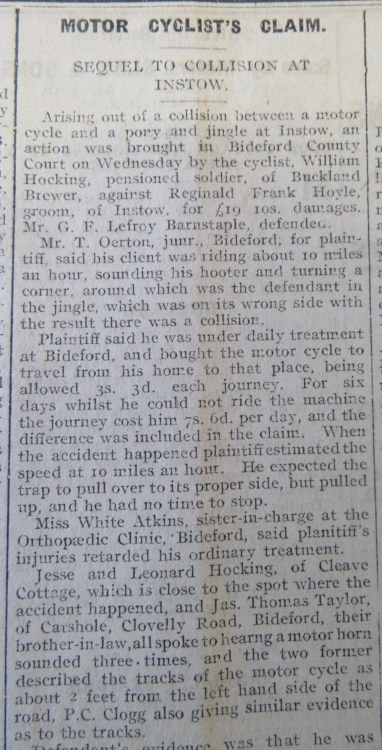 MOTOR CYCLIST'S CLAIM.
SEQUEL TO COLLISION AT
INSTOW.
Arising out of a collision between a motor
cycle and a pony and jingle at Instow, an
action was brought in Bideford County
Court on Wednesday by the cyclist, William
Hocking, pensioned soldier, of Buckland
Brewer, against Reginald Frank Hoyle,
groom, of Instow, for £19 10s. damages.
Mr. G. F. Lefroy Barnstaple, defended.
Mr. T. Oerton, junr., Bideford, for plain-
tiff, said his client was riding about 10 miles
an hour, sounding his hooter and turning a
corner, around which was the defendant in
the jingle, which was on its wrong side with
the result there was a collision.
Plaintiff said he was under daily treatment
at Bideford, and bought the motor cycle to
travel from his home to that place, being
allowed 3s. 3d. each journey. For six
days whilst he could not ride the machine
the journey cost him 7s. 6d. per day, and the
difference was included in the claim. When
the accident happened plaintiff estimated the
speed at 10 miles an hour. He expected the
trap to pull over to its proper side, but pulled
up, and he had no time to stop.
Miss White Atkins, sister-in-charge at the
Orthopædic Clinic, Bideford, said planitiff's
injuries retarded his ordinary treatment.
Jesse and Leonard Hocking, of Cleave
Cottage, which is close to the spot where the
accident happened, and Jas. Thomas Taylor,
of Carshole, Clovelly Road, Bideford, their
brother-in-law, all spoke to hearng a motor horn
sounded three times, and the two former
described the tracks of the motor cycle as
about 2 feet from the left hand side of the
road, P.C. Clogg also giving similar evidence
as to the tracks.
Defendant's evidence was that he was